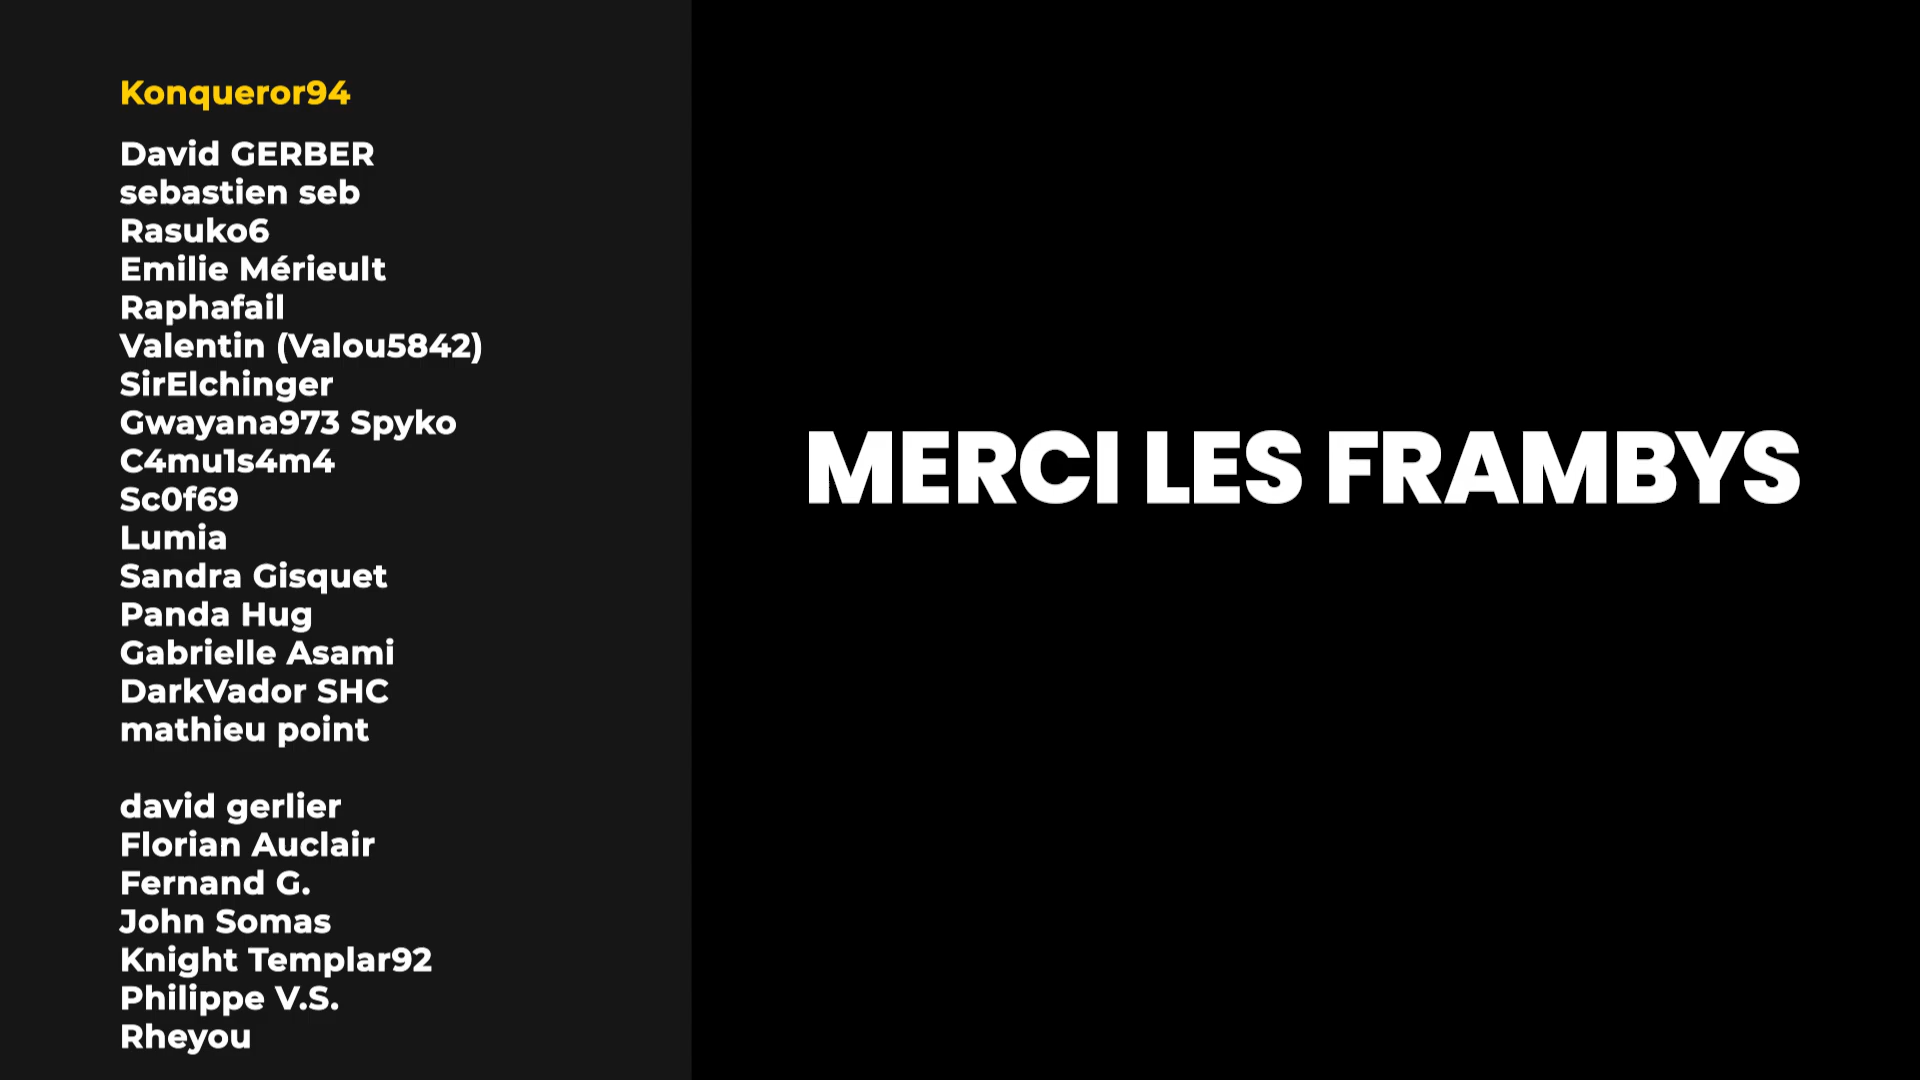 Konqueror94
David GERBER
sebastien seb
Rasuko6
Emilie Mérieult
Raphafail
Valentin (Valou5842)
SirElchinger
Gwayana973 Spyko
C4mu1s4m4
Sc0f69
Lumia
Sandra Gisquet
Panda Hug
Gabrielle Asami
DarkVador SHC
mathieu point
david gerlier
Florian Auclair
Fernand G.
John Somas
Knight Templar92
Philippe V.S.
Rheyou
MERCI LES FRAMBYS